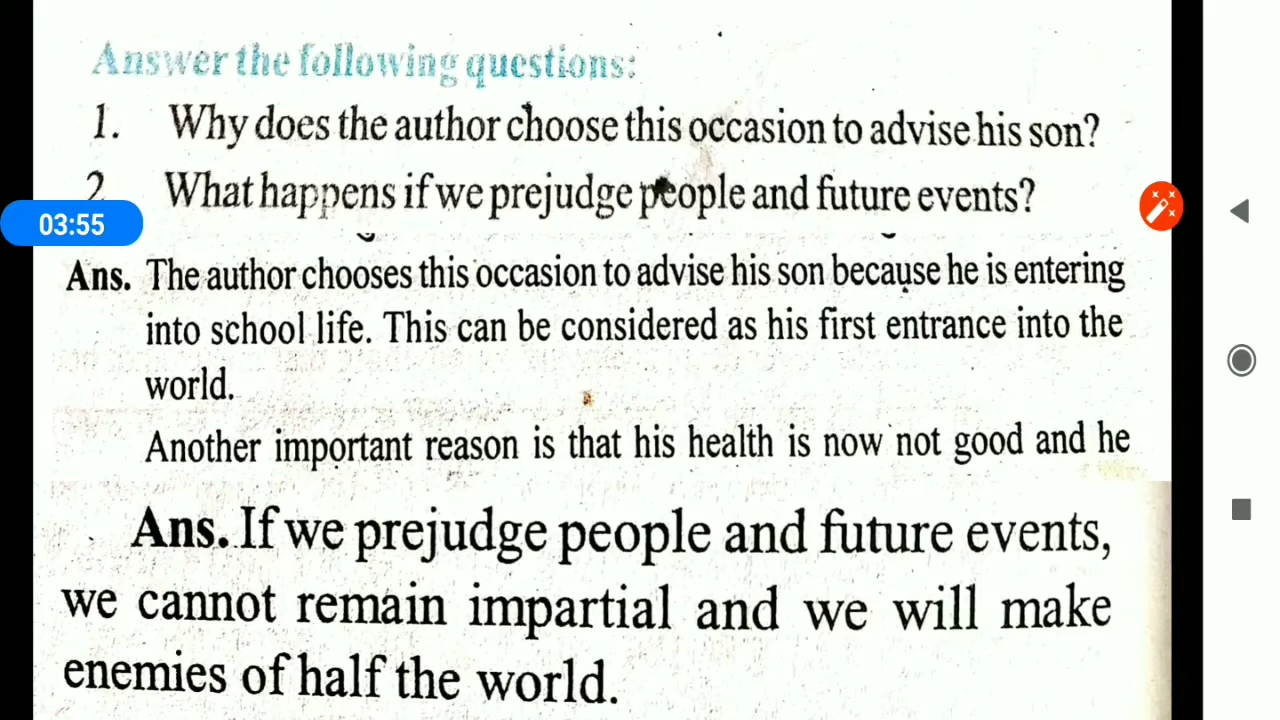 Answer the following questions:
1. Why does the author choose this occasion to advise his son?
2. What happens if we prejudge people and future events?
03:55
Ans. The author chooses this occasion to advise his son because he is entering
into school life. This can be considered as his first entrance into the
world.
Another important reason is that his health is now not good and he
Ans. If we prejudge people and future events,
we cannot remain impartial and we will make
enemies of half the world.